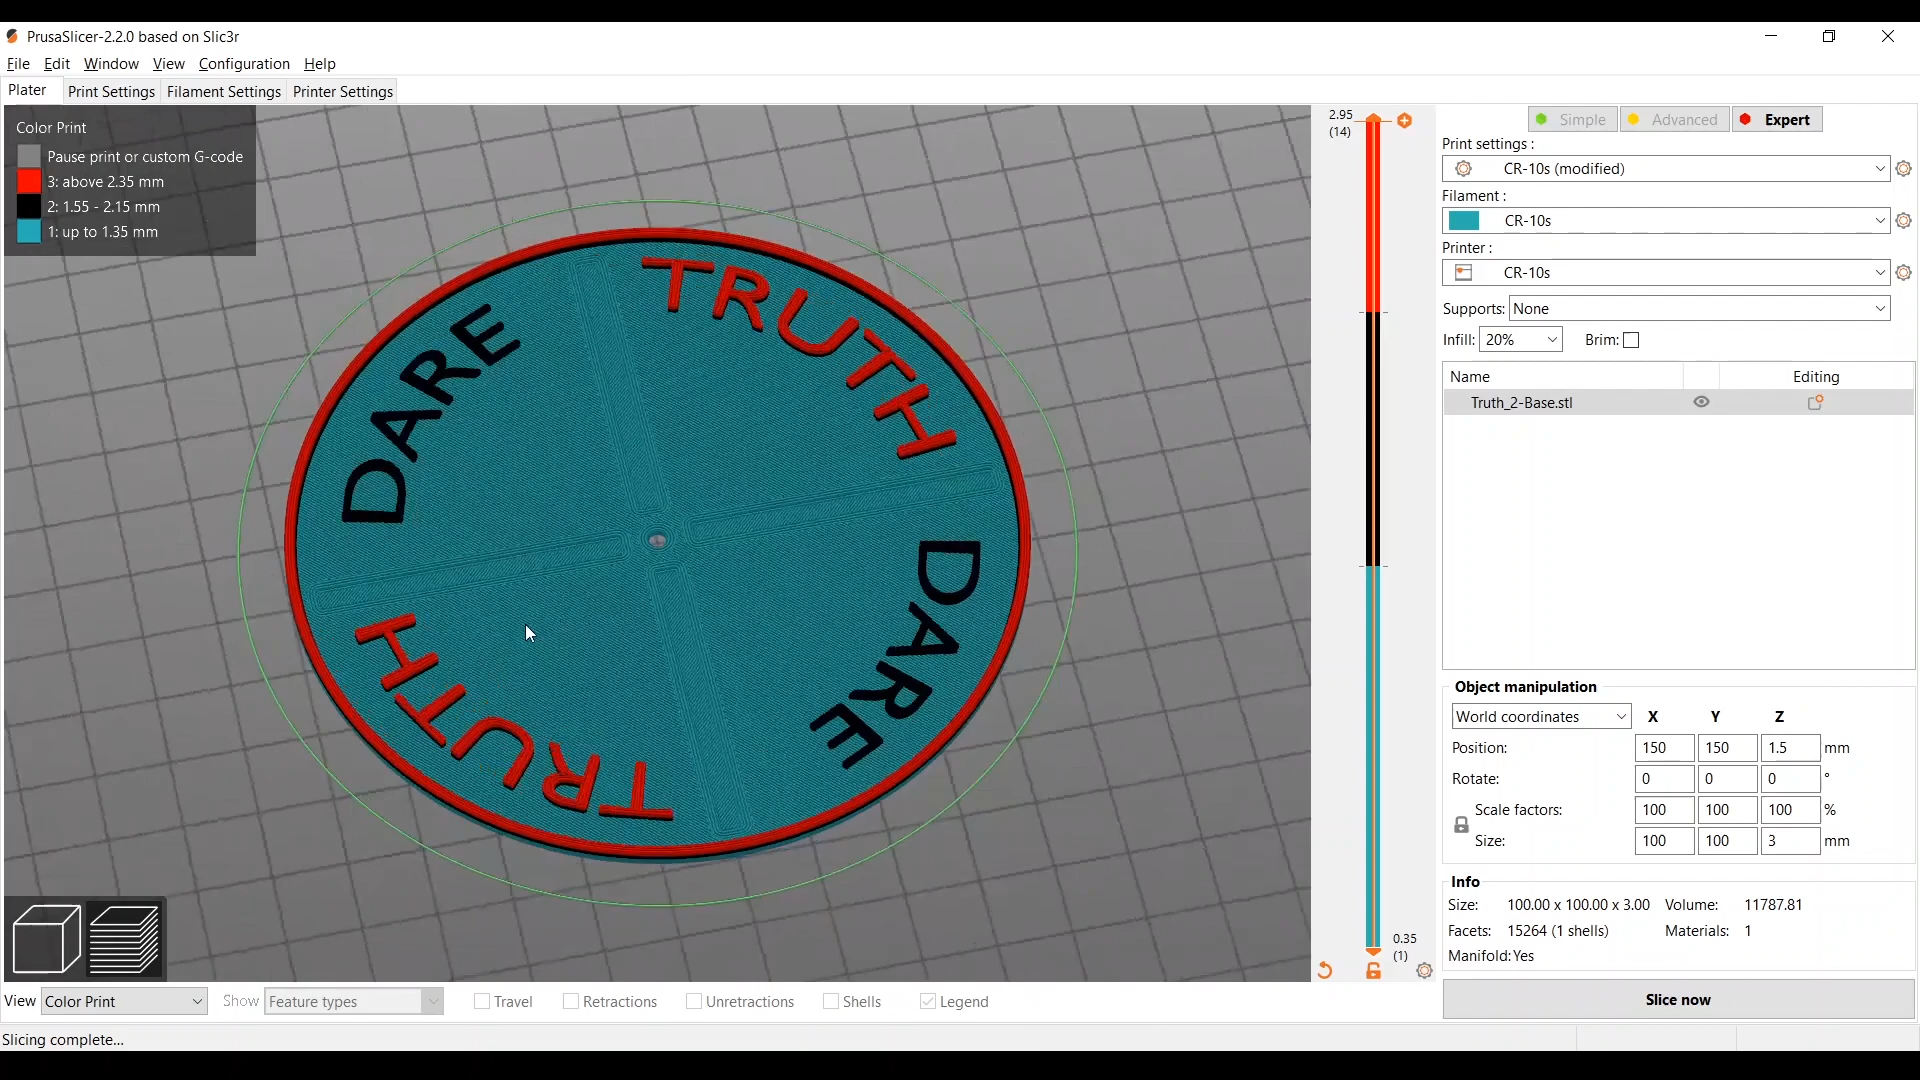 PrusaSlicer-2.2.0 based on Slic3r
File Edit Window View Configuration Help
Plater Print Settings Filament Settings Printer Settings
Color Print
Pause print or custom G-code
3: above 2.35 mm
2: 1.55 - 2.15 mm
1: up to 1.35 mm
TRUTH
DARE
DARE
TRUTH
2.95
(14)
0.35
(1)
Simple Advanced Expert
Print settings :
CR-10s (modified)
Filament :
CR-10s
Printer :
CR-10s
Supports: None
Infill: 20% Brim:
Name Editing
Truth_2-Base.stl
Object manipulation
World coordinates X Y Z
Position: 150 150 1.5 mm
Rotate: 0 0 0 °
Scale factors: 100 100 100 %
Size: 100 100 3 mm
Info
Size: 100.00 x 100.00 x 3.00 Volume: 11787.81
Facets: 15264 (1 shells) Materials: 1
Manifold: Yes
Slice now
View Color Print Show Feature types Travel Retractions Unretractions Shells Legend
Slicing complete...